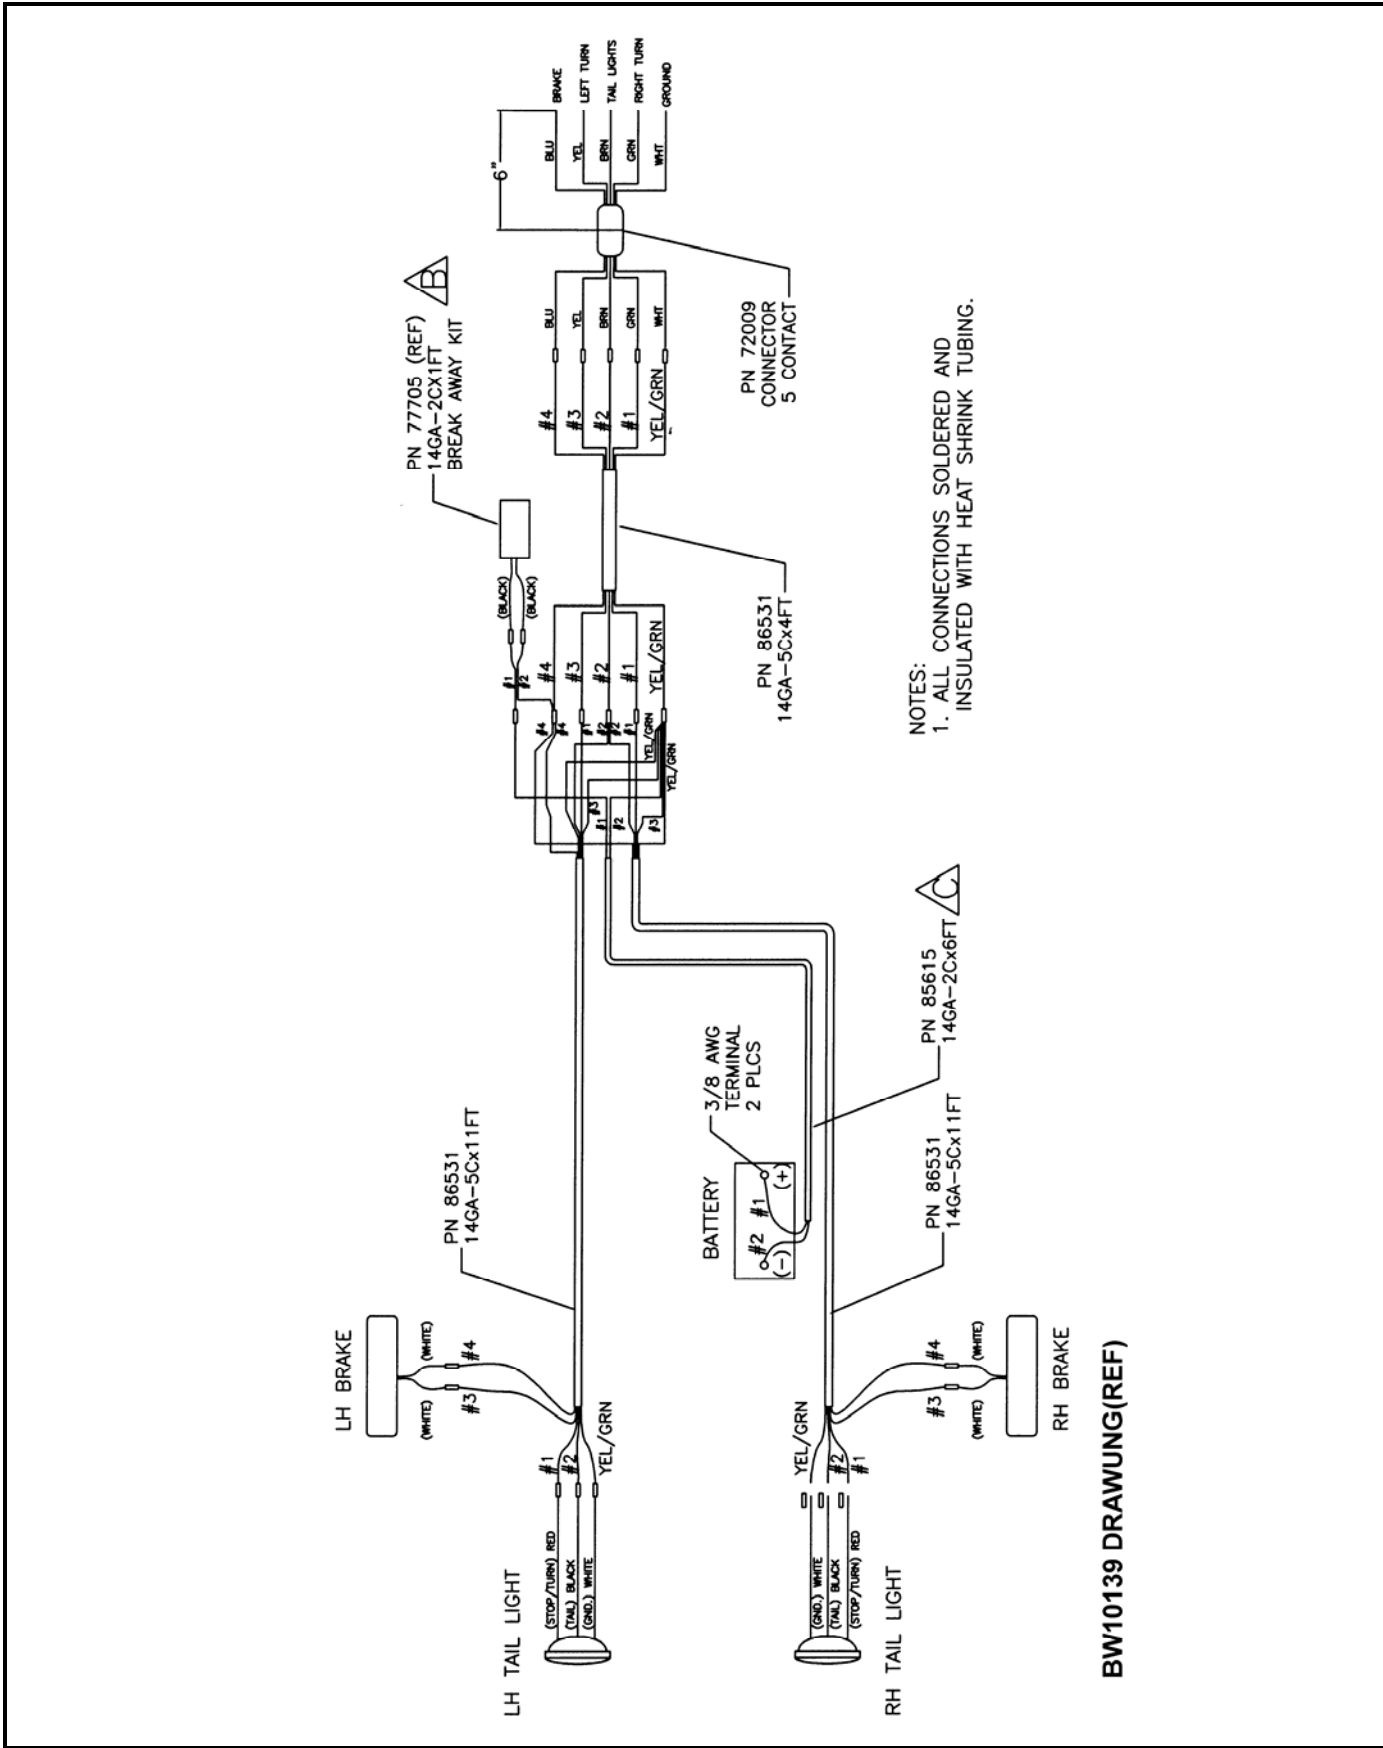 BRAKE
LEFT TURN
TAIL LIGHTS
RIGHT TURN
GROUND
BLU
YEL
BRN
GRN
WHT
6"
PN 77705 (REF)
14GA-2CX1FT
BREAK AWAY KIT
B
BLU
YEL
BRN
GRN
WHT
PN 72009
CONNECTOR
5 CONTACT
#4
#3
#2
#1
YEL/GRN
(BLACK)
(BLACK)
#1
#2
#4
#3
#2
#1
YEL/GRN
PN 86531
14GA-5Cx4FT
#4
#4
#1
#2
#2
#1
YEL/GRN
YEL/GRN
#3
#1
#2
#3
NOTES:
1. ALL CONNECTIONS SOLDERED AND
INSULATED WITH HEAT SHRINK TUBING.
PN 86531
14GA-5Cx11FT
3/8 AWG
TERMINAL
2 PLCS
BATTERY
#1
(+)
#2
(-)
PN 85615
14GA-2Cx6FT
C
PN 86531
14GA-5Cx11FT
LH BRAKE
(WHITE)
#4
(WHITE)
#3
#1
#2
YEL/GRN
(STOP/TURN) RED
(TAIL) BLACK
(GND.) WHITE
LH TAIL LIGHT
YEL/GRN
#2
#1
#4
(WHITE)
#3
(WHITE)
RH BRAKE
(GND.) WHITE
(TAIL) BLACK
(STOP/TURN) RED
RH TAIL LIGHT
BW10139 DRAWUNG(REF)